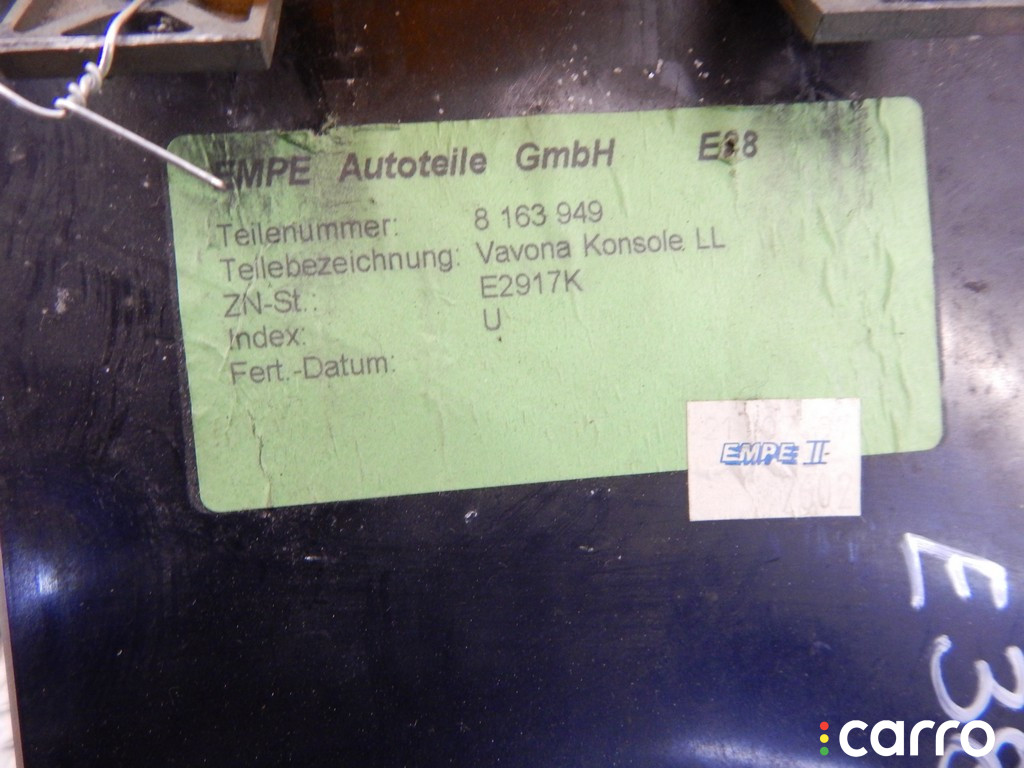 EMPE Autoteile GmbH E38
Teilenummer: 8 163 949
Teilebezeichnung: Vavona Konsole LL
ZN-St.: E2917K
Index: U
Fert.-Datum:
EMPE II
E38
carro